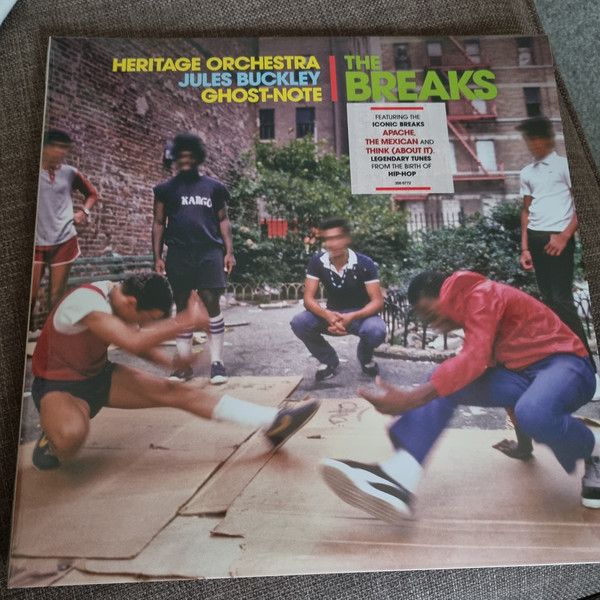 HERITAGE ORCHESTRA
JULES BUCKLEY
GHOST-NOTE
THE
BREAKS
FEATURING THE
ICONIC BREAKS
APACHE,
THE MEXICAN AND
THINK (ABOUT IT).
LEGENDARY TUNES
FROM THE BIRTH OF
HIP-HOP
KANGO